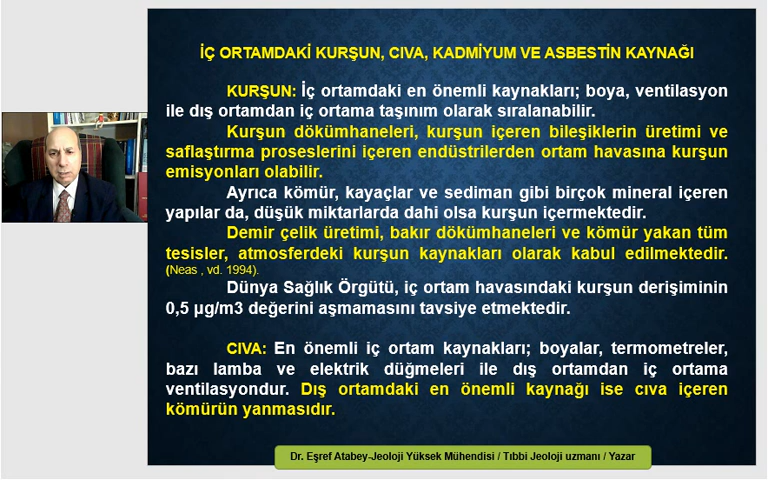 İÇ ORTAMDAKİ KURŞUN, CIVA, KADMİYUM VE ASBESTİN KAYNAĞI
KURŞUN: İç ortamdaki en önemli kaynakları; boya, ventilasyon
ile dış ortamdan iç ortama taşınım olarak sıralanabilir.
Kurşun dökümhaneleri, kurşun içeren bileşiklerin üretimi ve
saflaştırma proseslerini içeren endüstrilerden ortam havasına kurşun
emisyonları olabilir.
Ayrıca kömür, kayaçlar ve sediman gibi birçok mineral içeren
yapılar da, düşük miktarlarda dahi olsa kurşun içermektedir.
Demir çelik üretimi, bakır dökümhaneleri ve kömür yakan tüm
tesisler, atmosferdeki kurşun kaynakları olarak kabul edilmektedir.
(Neas , vd. 1994).
Dünya Sağlık Örgütü, iç ortam havasındaki kurşun derişiminin
0,5 µg/m3 değerini aşmamasını tavsiye etmektedir.
CIVA: En önemli iç ortam kaynakları; boyalar, termometreler,
bazı lamba ve elektrik düğmeleri ile dış ortamdan iç ortama
ventilasyondur. Dış ortamdaki en önemli kaynağı ise cıva içeren
kömürün yanmasıdır.
Dr. Eşref Atabey-Jeoloji Yüksek Mühendisi / Tıbbi Jeoloji uzmanı / Yazar